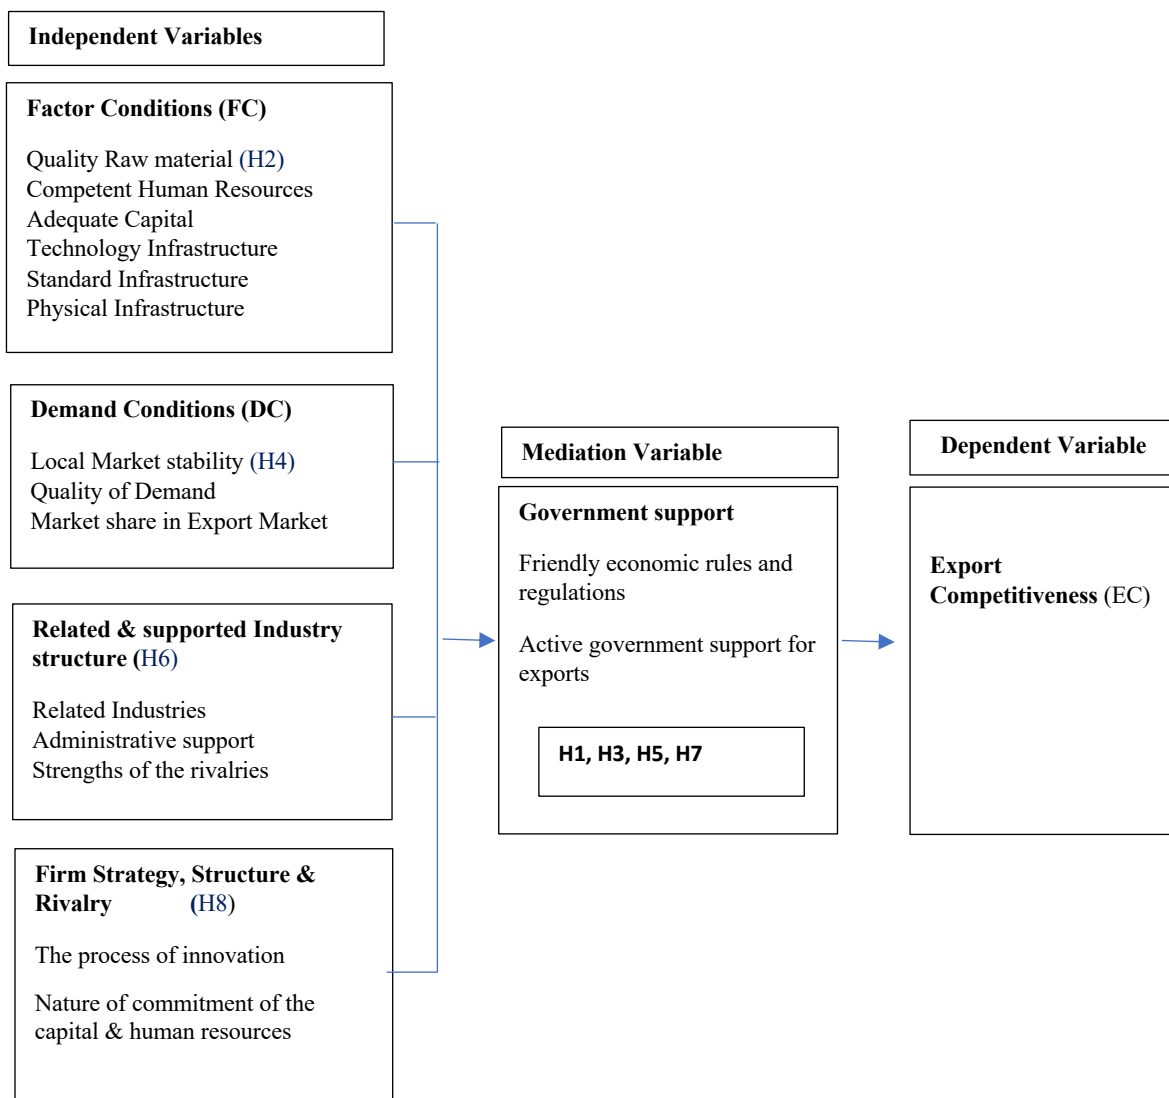 Independent Variables
Factor Conditions (FC)
Quality Raw material (H2)
Competent Human Resources
Adequate Capital
Technology Infrastructure
Standard Infrastructure
Physical Infrastructure
Demand Conditions (DC)
Local Market stability (H4)
Quality of Demand
Market share in Export Market
Related & supported Industry
structure (H6)
Related Industries
Administrative support
Strengths of the rivalries
Firm Strategy, Structure &
Rivalry (H8)
The process of innovation
Nature of commitment of the
capital & human resources
Mediation Variable
Government support
Friendly economic rules and
regulations
Active government support for
exports
H1, H3, H5, H7
Dependent Variable
Export
Competitiveness (EC)